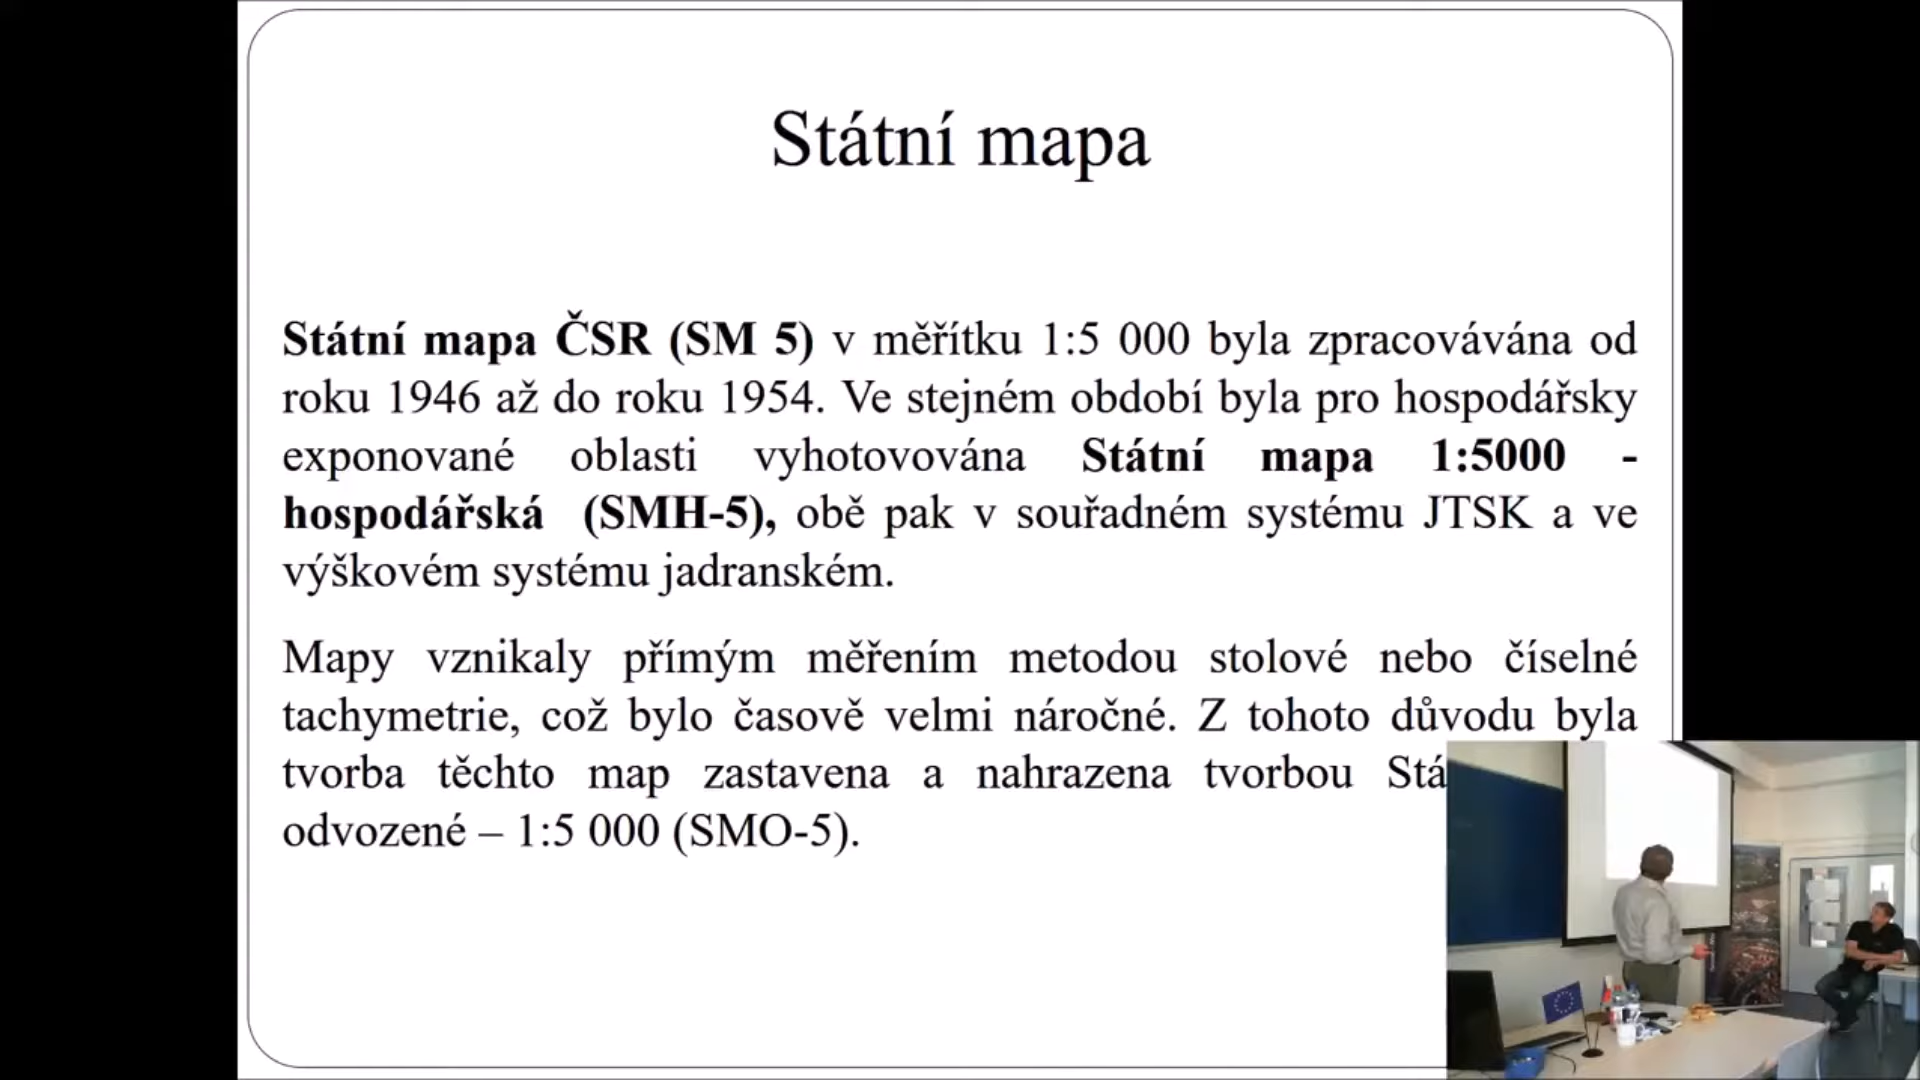 Státní mapa
Státní mapa ČSR (SM 5) v měřítku 1:5 000 byla zpracovávána od
roku 1946 až do roku 1954. Ve stejném období byla pro hospodářsky
exponované oblasti vyhotovována Státní mapa 1:5000 -
hospodářská (SMH-5), obě pak v souřadném systému JTSK a ve
výškovém systému jadranském.
Mapy vznikaly přímým měřením metodou stolové nebo číselné
tachymetrie, což bylo časově velmi náročné. Z tohoto důvodu byla
tvorba těchto map zastavena a nahrazena tvorbou
odvozené – 1:5 000 (SMO-5).